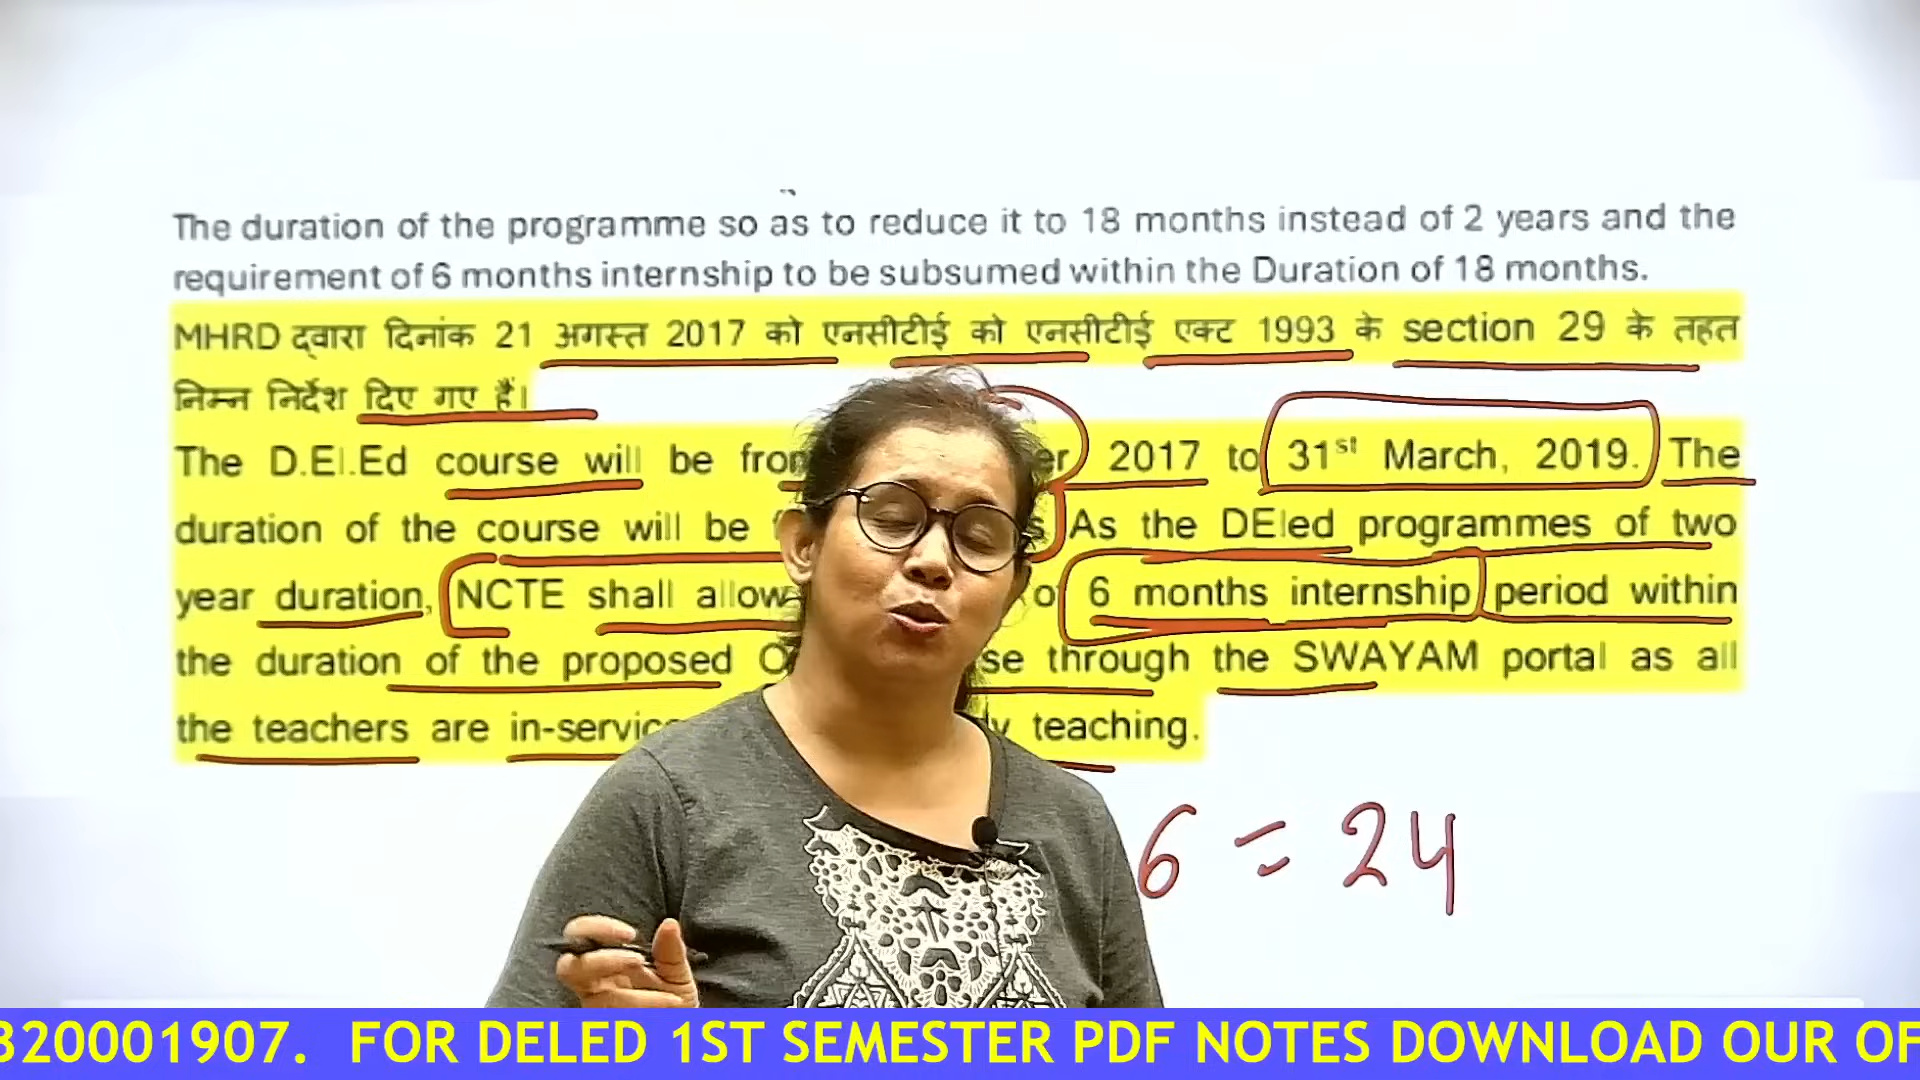 The duration of the programme so as to reduce it to 18 months instead of 2 years and the
requirement of 6 months internship to be subsumed within the Duration of 18 months.
MHRD द्वारा दिनांक 21 अगस्त 2017 को एनसीटीई को एनसीटीई एक्ट 1993 के section 29 के तहत
निम्न निर्देश दिए गए हैं।
The D.El.Ed course will be from 2017 to 31st March, 2019. The
duration of the course will be As the DEled programmes of two
year duration, NCTE shall allow of 6 months internship period within
the duration of the proposed through the SWAYAM portal as all
the teachers are teaching.
6 = 24
320001907. FOR DELED 1ST SEMESTER PDF NOTES DOWNLOAD OUR OF